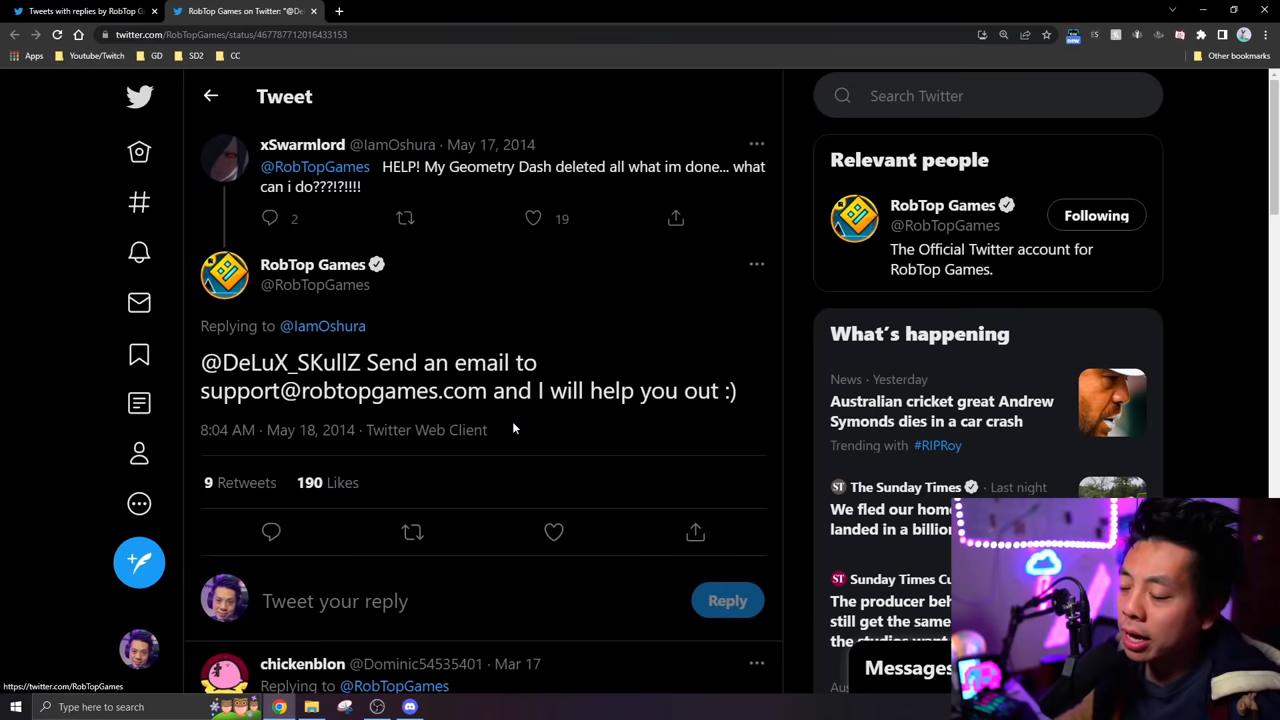 Tweets with replies by RobTop G
RobTop Games on Twitter: "@De
twitter.com/RobTopGames/status/467787712016433153
Apps
Youtube/Twitch
GD
SD2
CC
Other bookmarks
Tweet
Search Twitter
xSwarmlord @IamOshura · May 17, 2014
@RobTopGames HELP! My Geometry Dash deleted all what im done... what
can i do???!?!!!!
2
19
RobTop Games
@RobTopGames
Replying to @IamOshura
@DeLuX_SKullZ Send an email to
support@robtopgames.com and I will help you out :)
8:04 AM · May 18, 2014 · Twitter Web Client
9 Retweets 190 Likes
Tweet your reply
Reply
chickenblon @Dominic54535401 · Mar 17
Replying to @RobTopGames
Relevant people
RobTop Games
@RobTopGames
Following
The Official Twitter account for
RobTop Games.
What's happening
News · Yesterday
Australian cricket great Andrew
Symonds dies in a car crash
Trending with #RIPRoy
The Sunday Times · Last night
We fled our hom
landed in a billion
Sunday Times Cu
The producer beh
still get the same
the studios want
Messages
https://twitter.com/RobTopGames
Type here to search